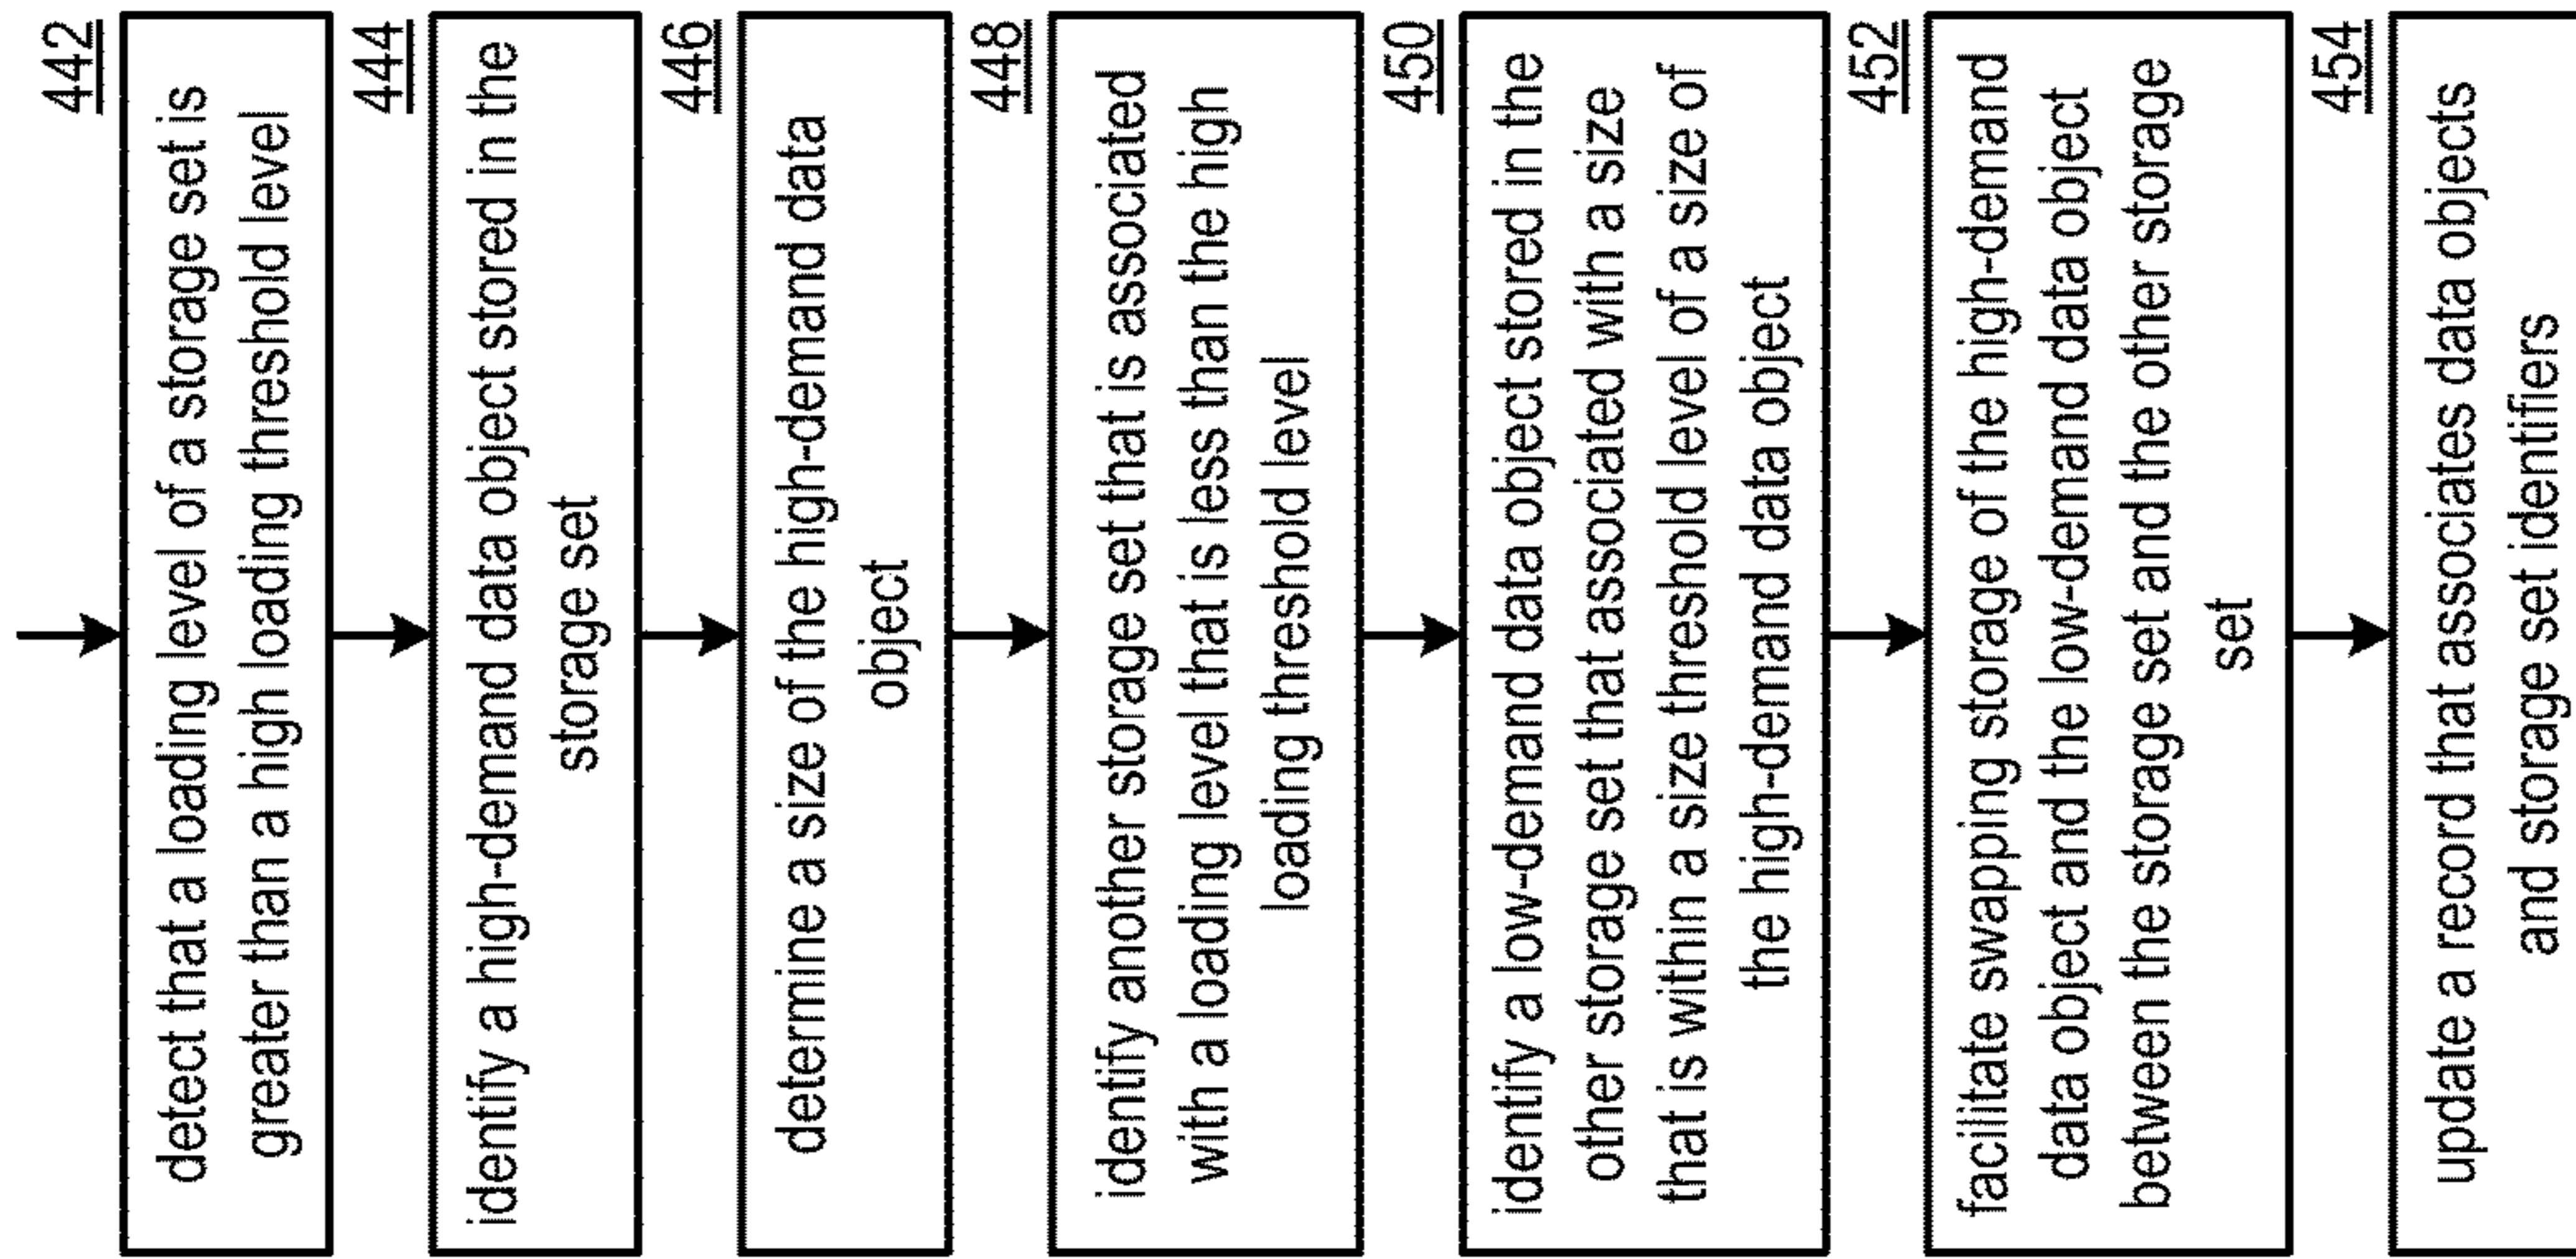 442
detect that a loading level of a storage set is
greater than a high loading threshold level
444
identify a high-demand data object stored in the
storage set
446
determine a size of the high-demand data
object
448
identify another storage set that is associated
with a loading level that is less than the high
loading threshold level
450
identify a low-demand data object stored in the
other storage set that associated with a size
that is within a size threshold level of a size of
the high-demand data object
452
facilitate swapping storage of the high-demand
data object and the low-demand data object
between the storage set and the other storage
set
454
update a record that associates data objects
and storage set identifiers